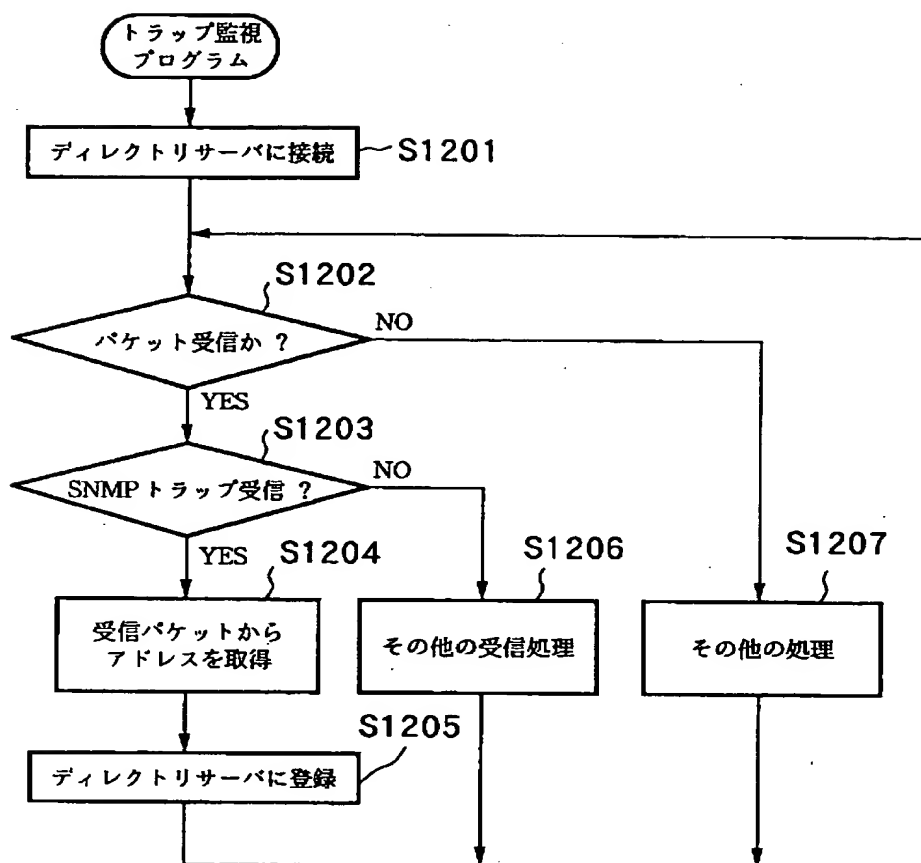 トラップ監視
プログラム
ディレクトリサーバに接続
S1201
S1202
パケット受信か ?
NO
YES
S1203
SNMPトラップ受信 ?
NO
YES
S1204
受信パケットから
アドレスを取得
S1206
その他の受信処理
S1207
その他の処理
S1205
ディレクトリサーバに登録